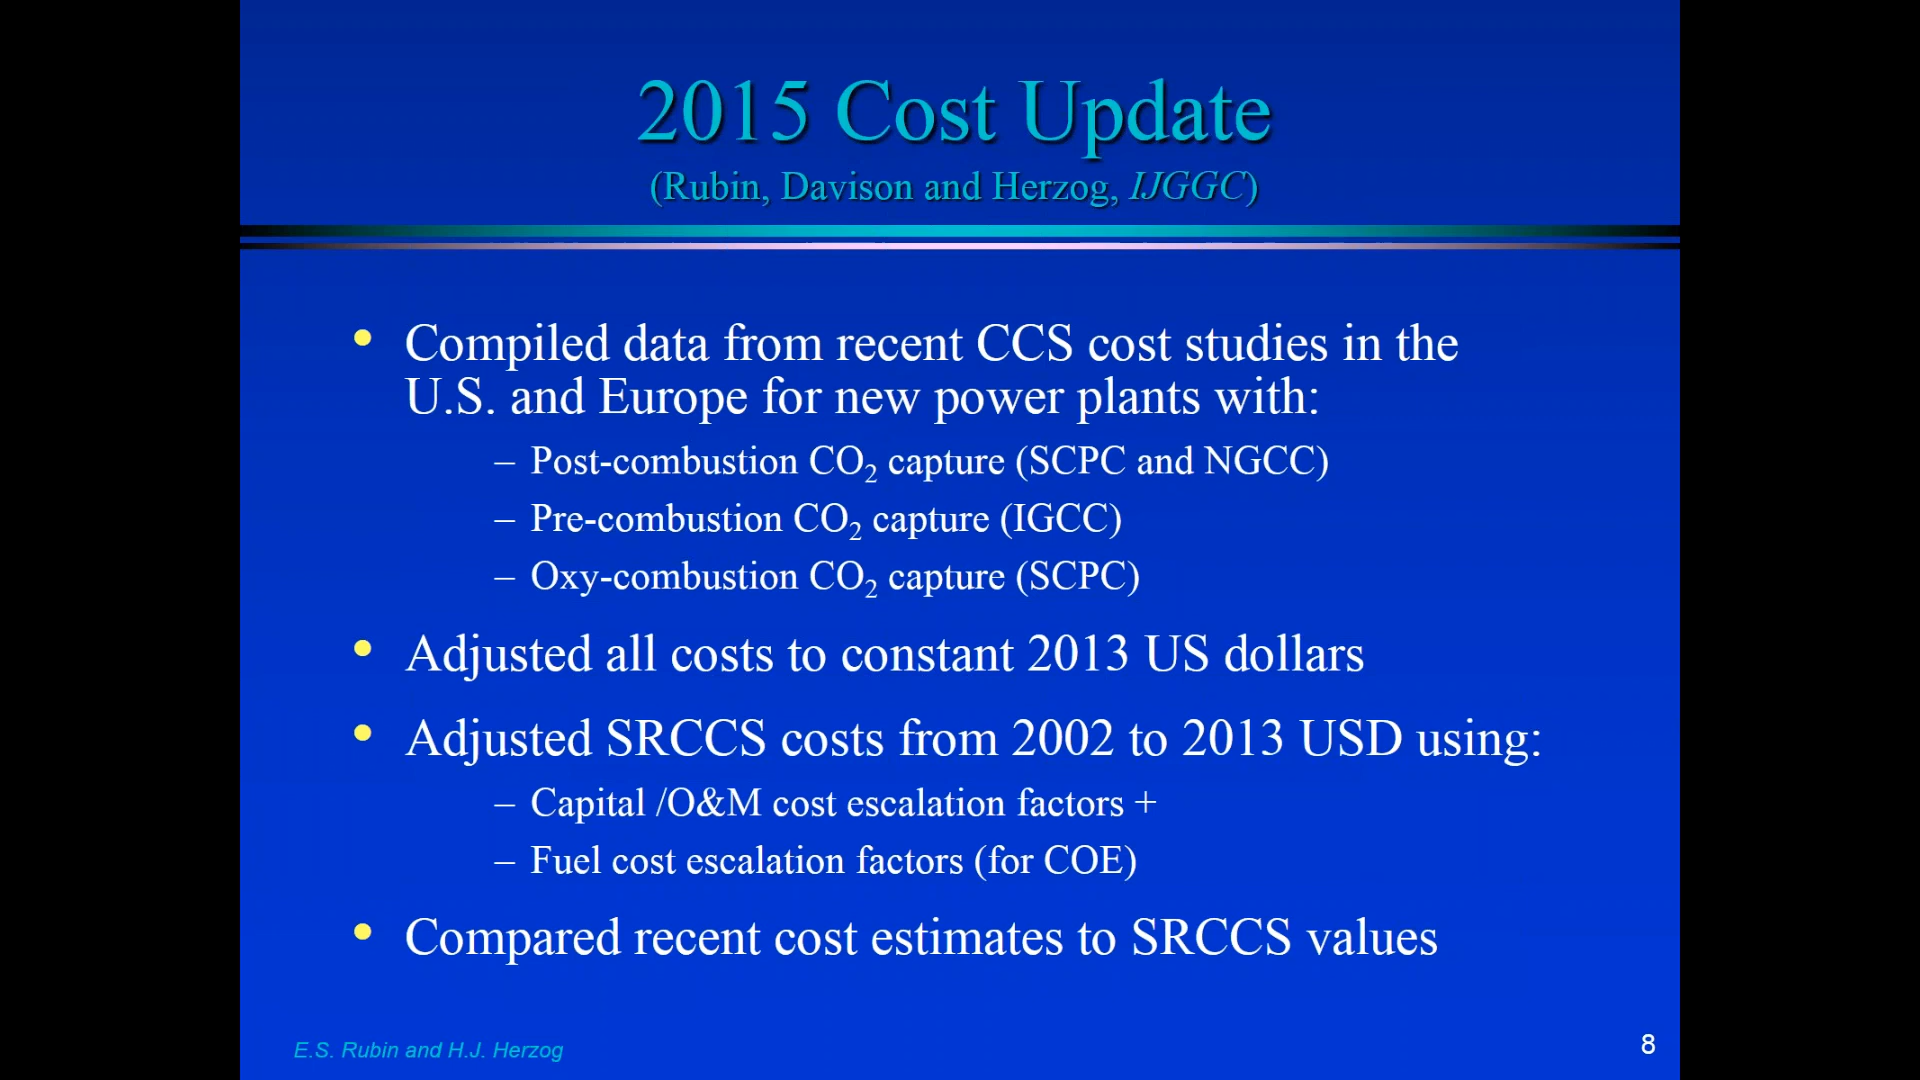 2015 Cost Update
(Rubin, Davison and Herzog, IJGGC)
• Compiled data from recent CCS cost studies in the
U.S. and Europe for new power plants with:
– Post-combustion CO₂ capture (SCPC and NGCC)
– Pre-combustion CO₂ capture (IGCC)
– Oxy-combustion CO₂ capture (SCPC)
• Adjusted all costs to constant 2013 US dollars
• Adjusted SRCCS costs from 2002 to 2013 USD using:
– Capital /O&M cost escalation factors +
– Fuel cost escalation factors (for COE)
• Compared recent cost estimates to SRCCS values
E.S. Rubin and H.J. Herzog
8